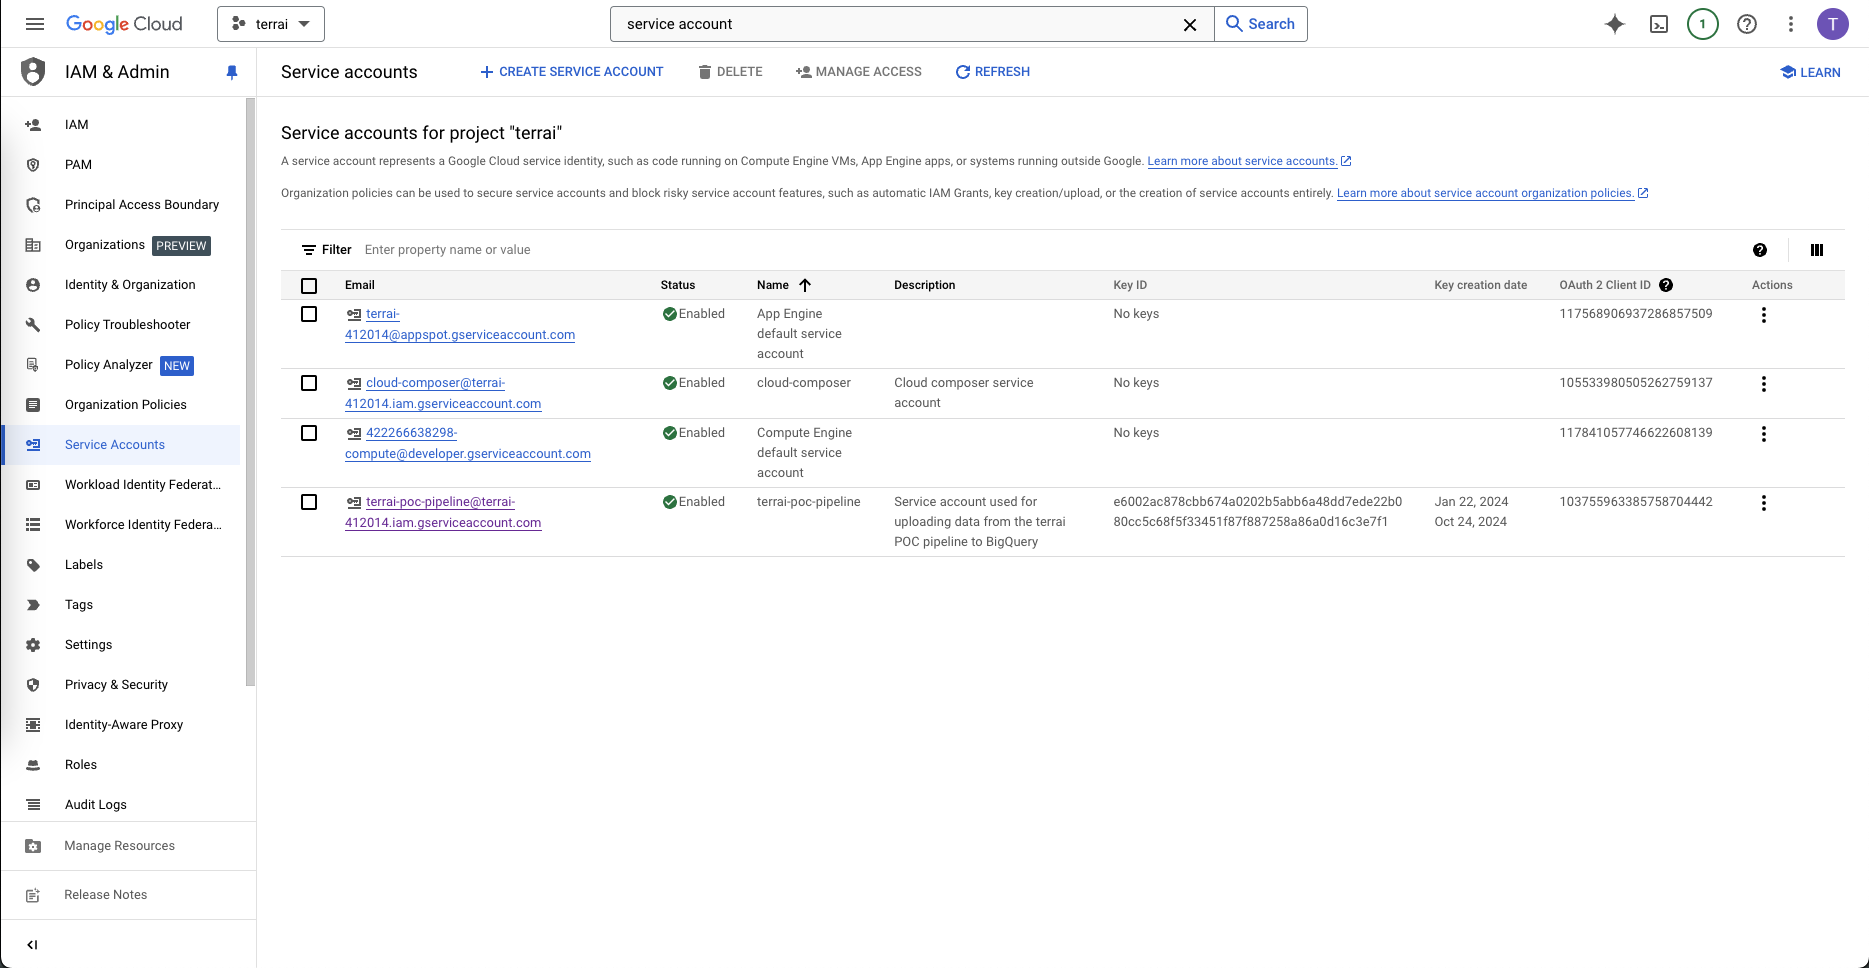 Google Cloud
terrai
service account
Search
1
T
IAM & Admin
Service accounts
CREATE SERVICE ACCOUNT
DELETE
MANAGE ACCESS
REFRESH
LEARN
IAM
PAM
Principal Access Boundary
Organizations PREVIEW
Identity & Organization
Policy Troubleshooter
Policy Analyzer NEW
Organization Policies
Service Accounts
Workload Identity Federat...
Workforce Identity Federa...
Labels
Tags
Settings
Privacy & Security
Identity-Aware Proxy
Roles
Audit Logs
Manage Resources
Release Notes
Service accounts for project "terrai"
A service account represents a Google Cloud service identity, such as code running on Compute Engine VMs, App Engine apps, or systems running outside Google. Learn more about service accounts.
Organization policies can be used to secure service accounts and block risky service account features, such as automatic IAM Grants, key creation/upload, or the creation of service accounts entirely. Learn more about service account organization policies.
Filter Enter property name or value
Email Status Name Description Key ID Key creation date OAuth 2 Client ID Actions
terrai- Enabled App Engine No keys 117568906937286857509
412014@appspot.gserviceaccount.com default service
account
cloud-composer@terrai- Enabled cloud-composer Cloud composer service No keys 105533980505262759137
412014.iam.gserviceaccount.com account
422266638298- Enabled Compute Engine No keys 117841057746622608139
compute@developer.gserviceaccount.com default service
account
terrai-poc-pipeline@terrai- Enabled terrai-poc-pipeline Service account used for e6002ac878cbb674a0202b5abb6a48dd7ede22b0 Jan 22, 2024 103755963385758704442
412014.iam.gserviceaccount.com uploading data from the terrai 80cc5c68f5f33451f87f887258a86a0d16c3e7f1 Oct 24, 2024
POC pipeline to BigQuery